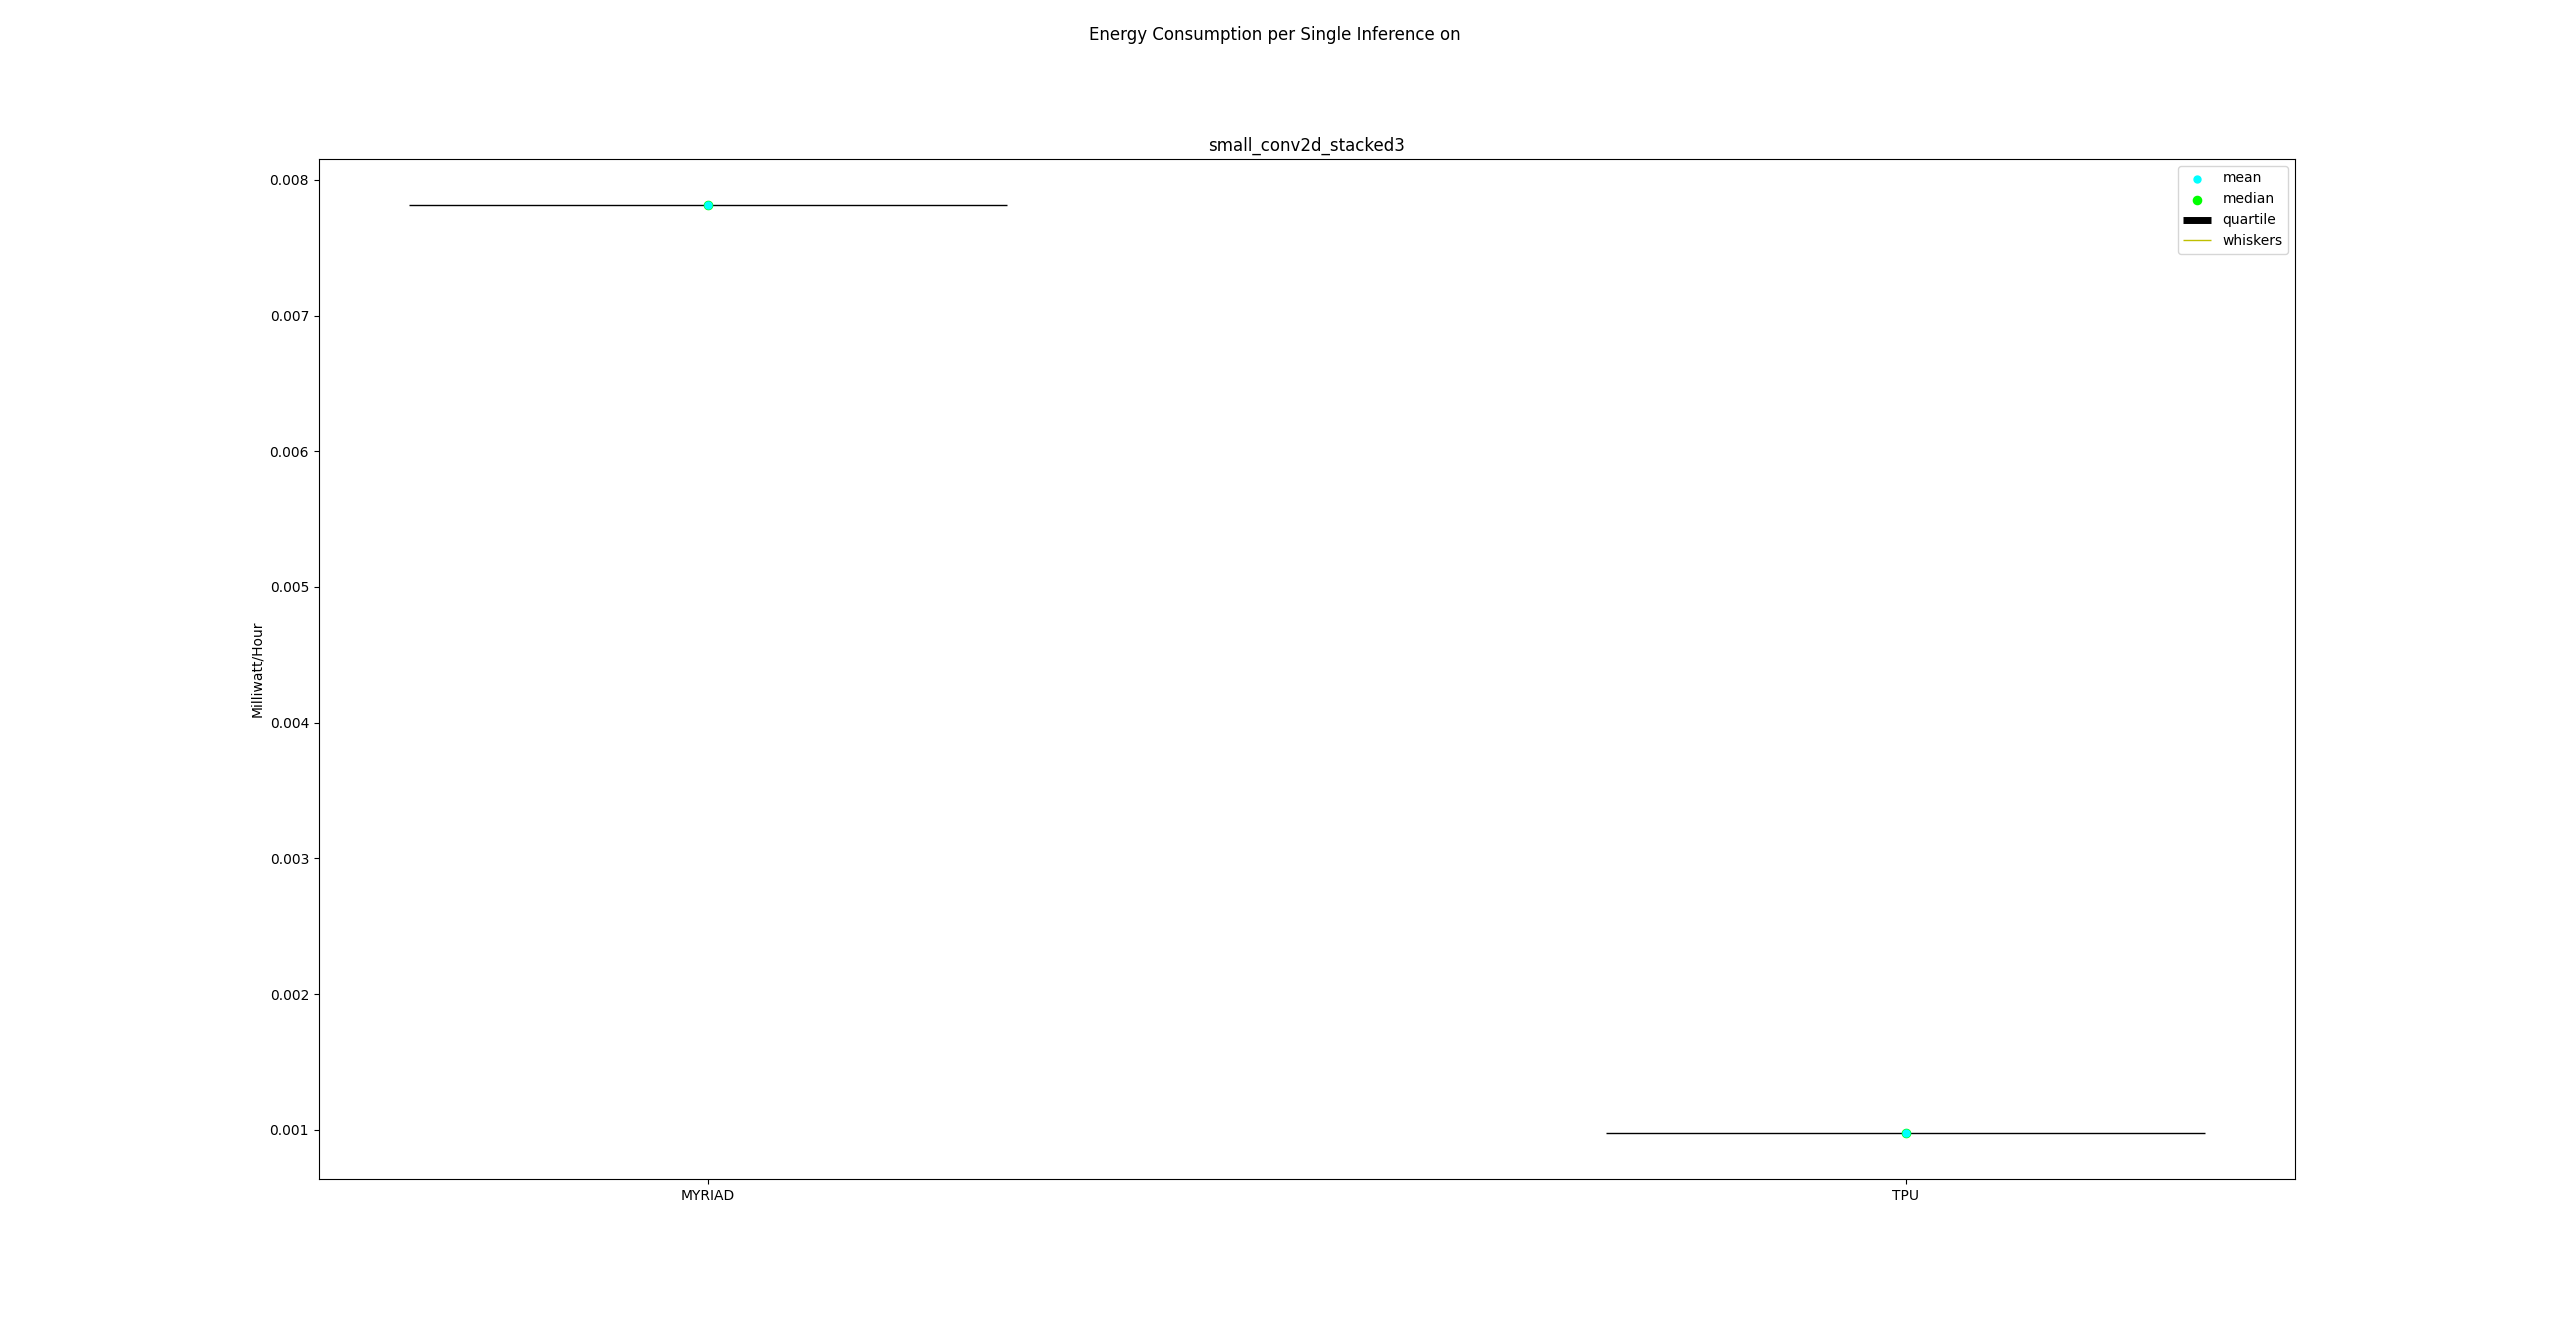 Energy Consumption per Single Inference on
small_conv2d_stacked3
mean
median
quartile
whiskers
0.008
0.007
0.006
0.005
0.004
0.003
0.002
0.001
Milliwatt/Hour
MYRIAD
TPU